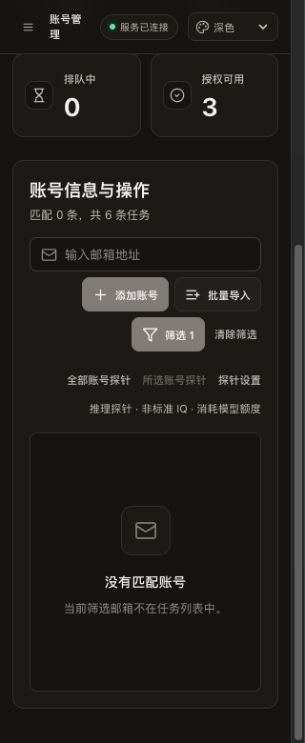 账号管
理
服务已连接
深色
排队中
0
授权可用
3
账号信息与操作
匹配 0 条，共 6 条任务
输入邮箱地址
添加账号
批量导入
筛选 1
清除筛选
全部账号探针 所选账号探针 探针设置
推理探针 · 非标准 IQ · 消耗模型额度
没有匹配账号
当前筛选邮箱不在任务列表中。